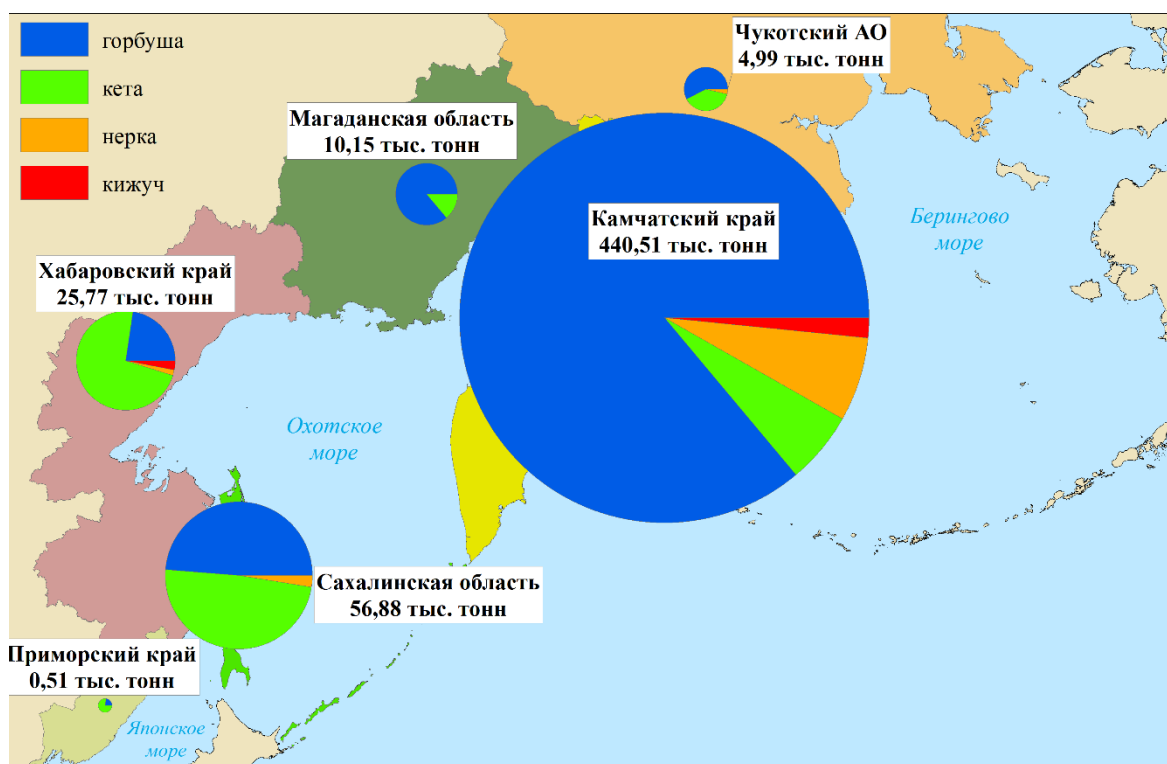 горбуша
кета
нерка
кижуч
Чукотский АО
4,99 тыс. тонн
Магаданская область
10,15 тыс. тонн
Камчатский край
440,51 тыс. тонн
Берингово
море
Хабаровский край
25,77 тыс. тонн
Охотское
море
Сахалинская область
56,88 тыс. тонн
Приморский край
0,51 тыс. тонн
Японское
море